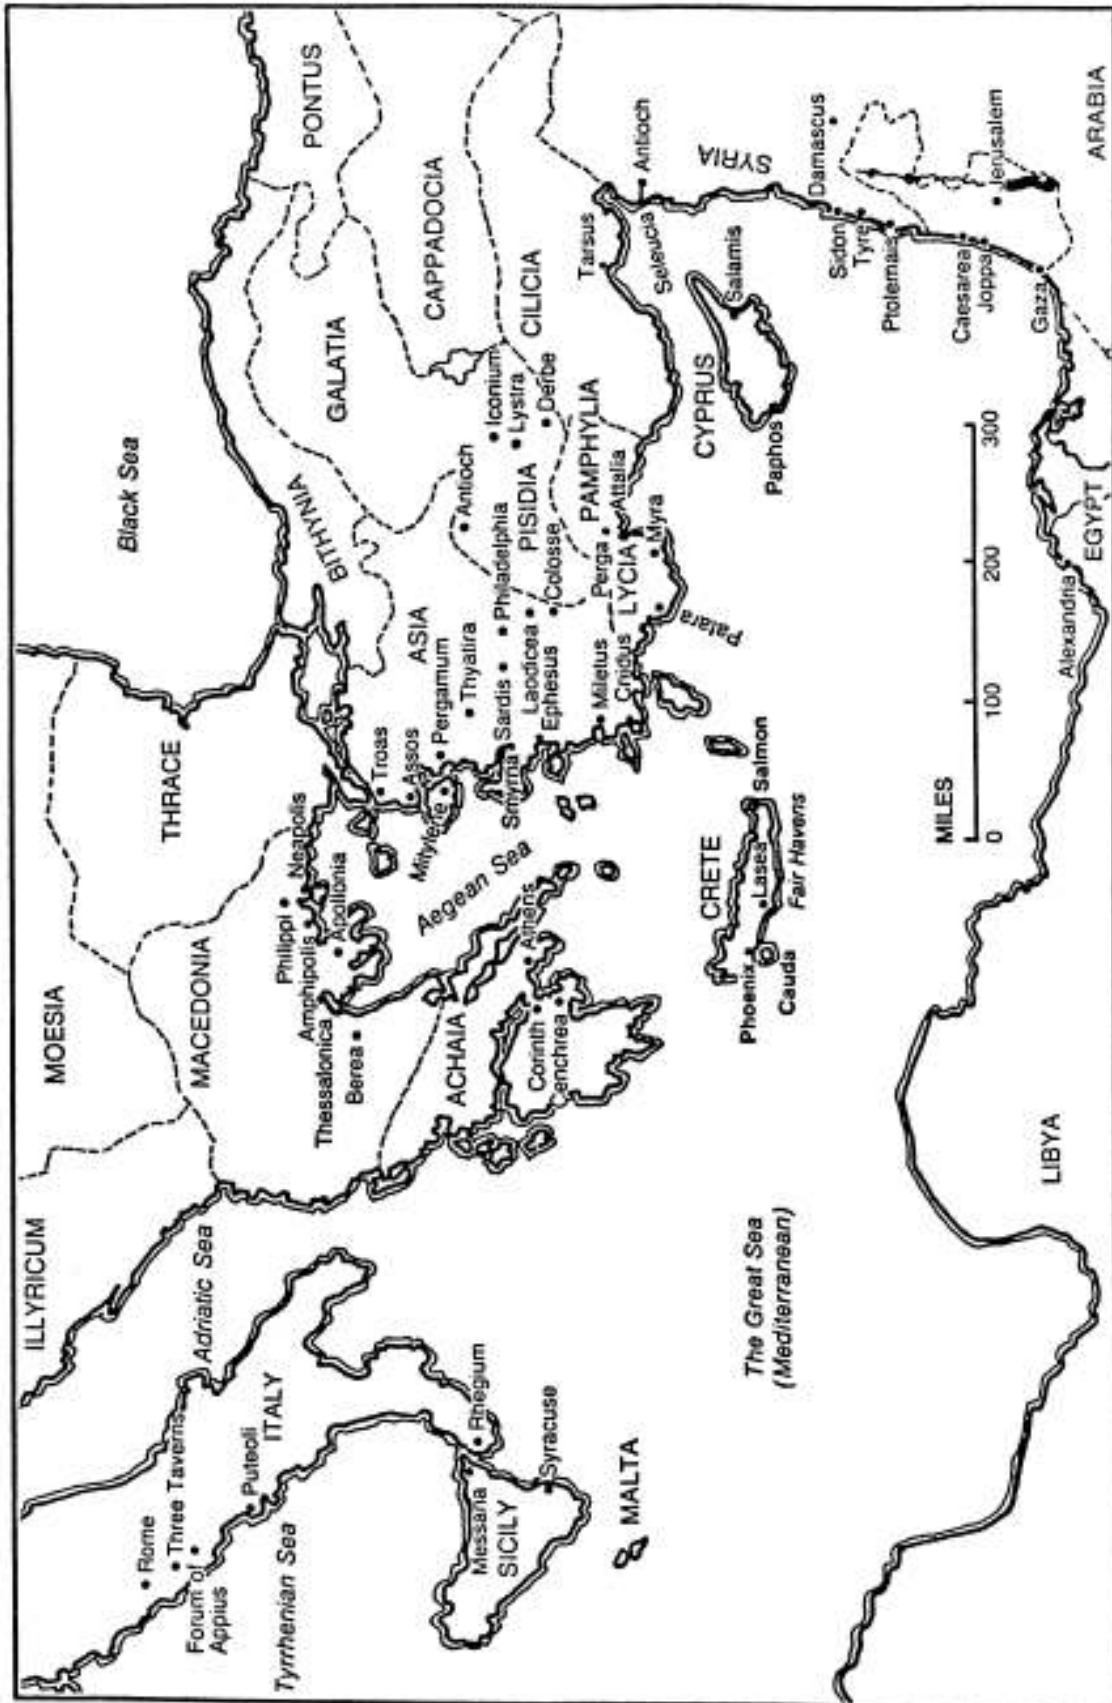 ILLYRICUM
MOESIA
THRACE
Black Sea
MACEDONIA
PONTUS
BITHYNIA
GALATIA
CAPPADOCIA
CILICIA
ASIA
PISIDIA
PAMPHYLIA
LYCIA
SYRIA
ARABIA
Adriatic Sea
ITALY
Rome
Three Taverns
Forum of
Appius
Puteoli
Tyrrhenian Sea
Rhegium
Messana
SICILY
Syracuse
MALTA
Philippi
Neapolis
Amphipolis
Apollonia
Thessalonica
Berea
ACHAIA
Athens
Corinth
Cenchrea
Aegean Sea
Troas
Assos
Mitylene
Pergamum
Thyatira
Smyrna
Sardis
Philadelphia
Laodicea
Ephesus
Colosse
Miletus
Cnidus
Patara
Myra
Perga
Attalia
Antioch
Iconium
Lystra
Derbe
Tarsus
Antioch
Seleucia
CYPRUS
Salamis
Paphos
Damascus
Sidon
Tyre
Ptolemais
Caesarea
Joppa
Jerusalem
Gaza
CRETE
Salmon
Lasea
Fair Havens
Phoenix
Cauda
The Great Sea
(Mediterranean)
MILES
0 100 200 300
LIBYA
Alexandria
EGYPT